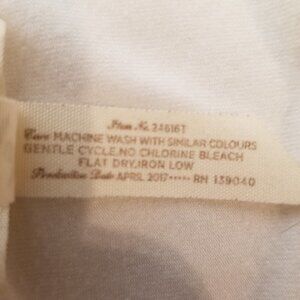 Item No. 246161
Care MACHINE WASH WITH SIMILAR COLOURS
GENTLE CYCLE.NO CHLORINE BLEACH
FLAT DRY.IRON LOW
Production Date APRIL 2017***** RN 139040